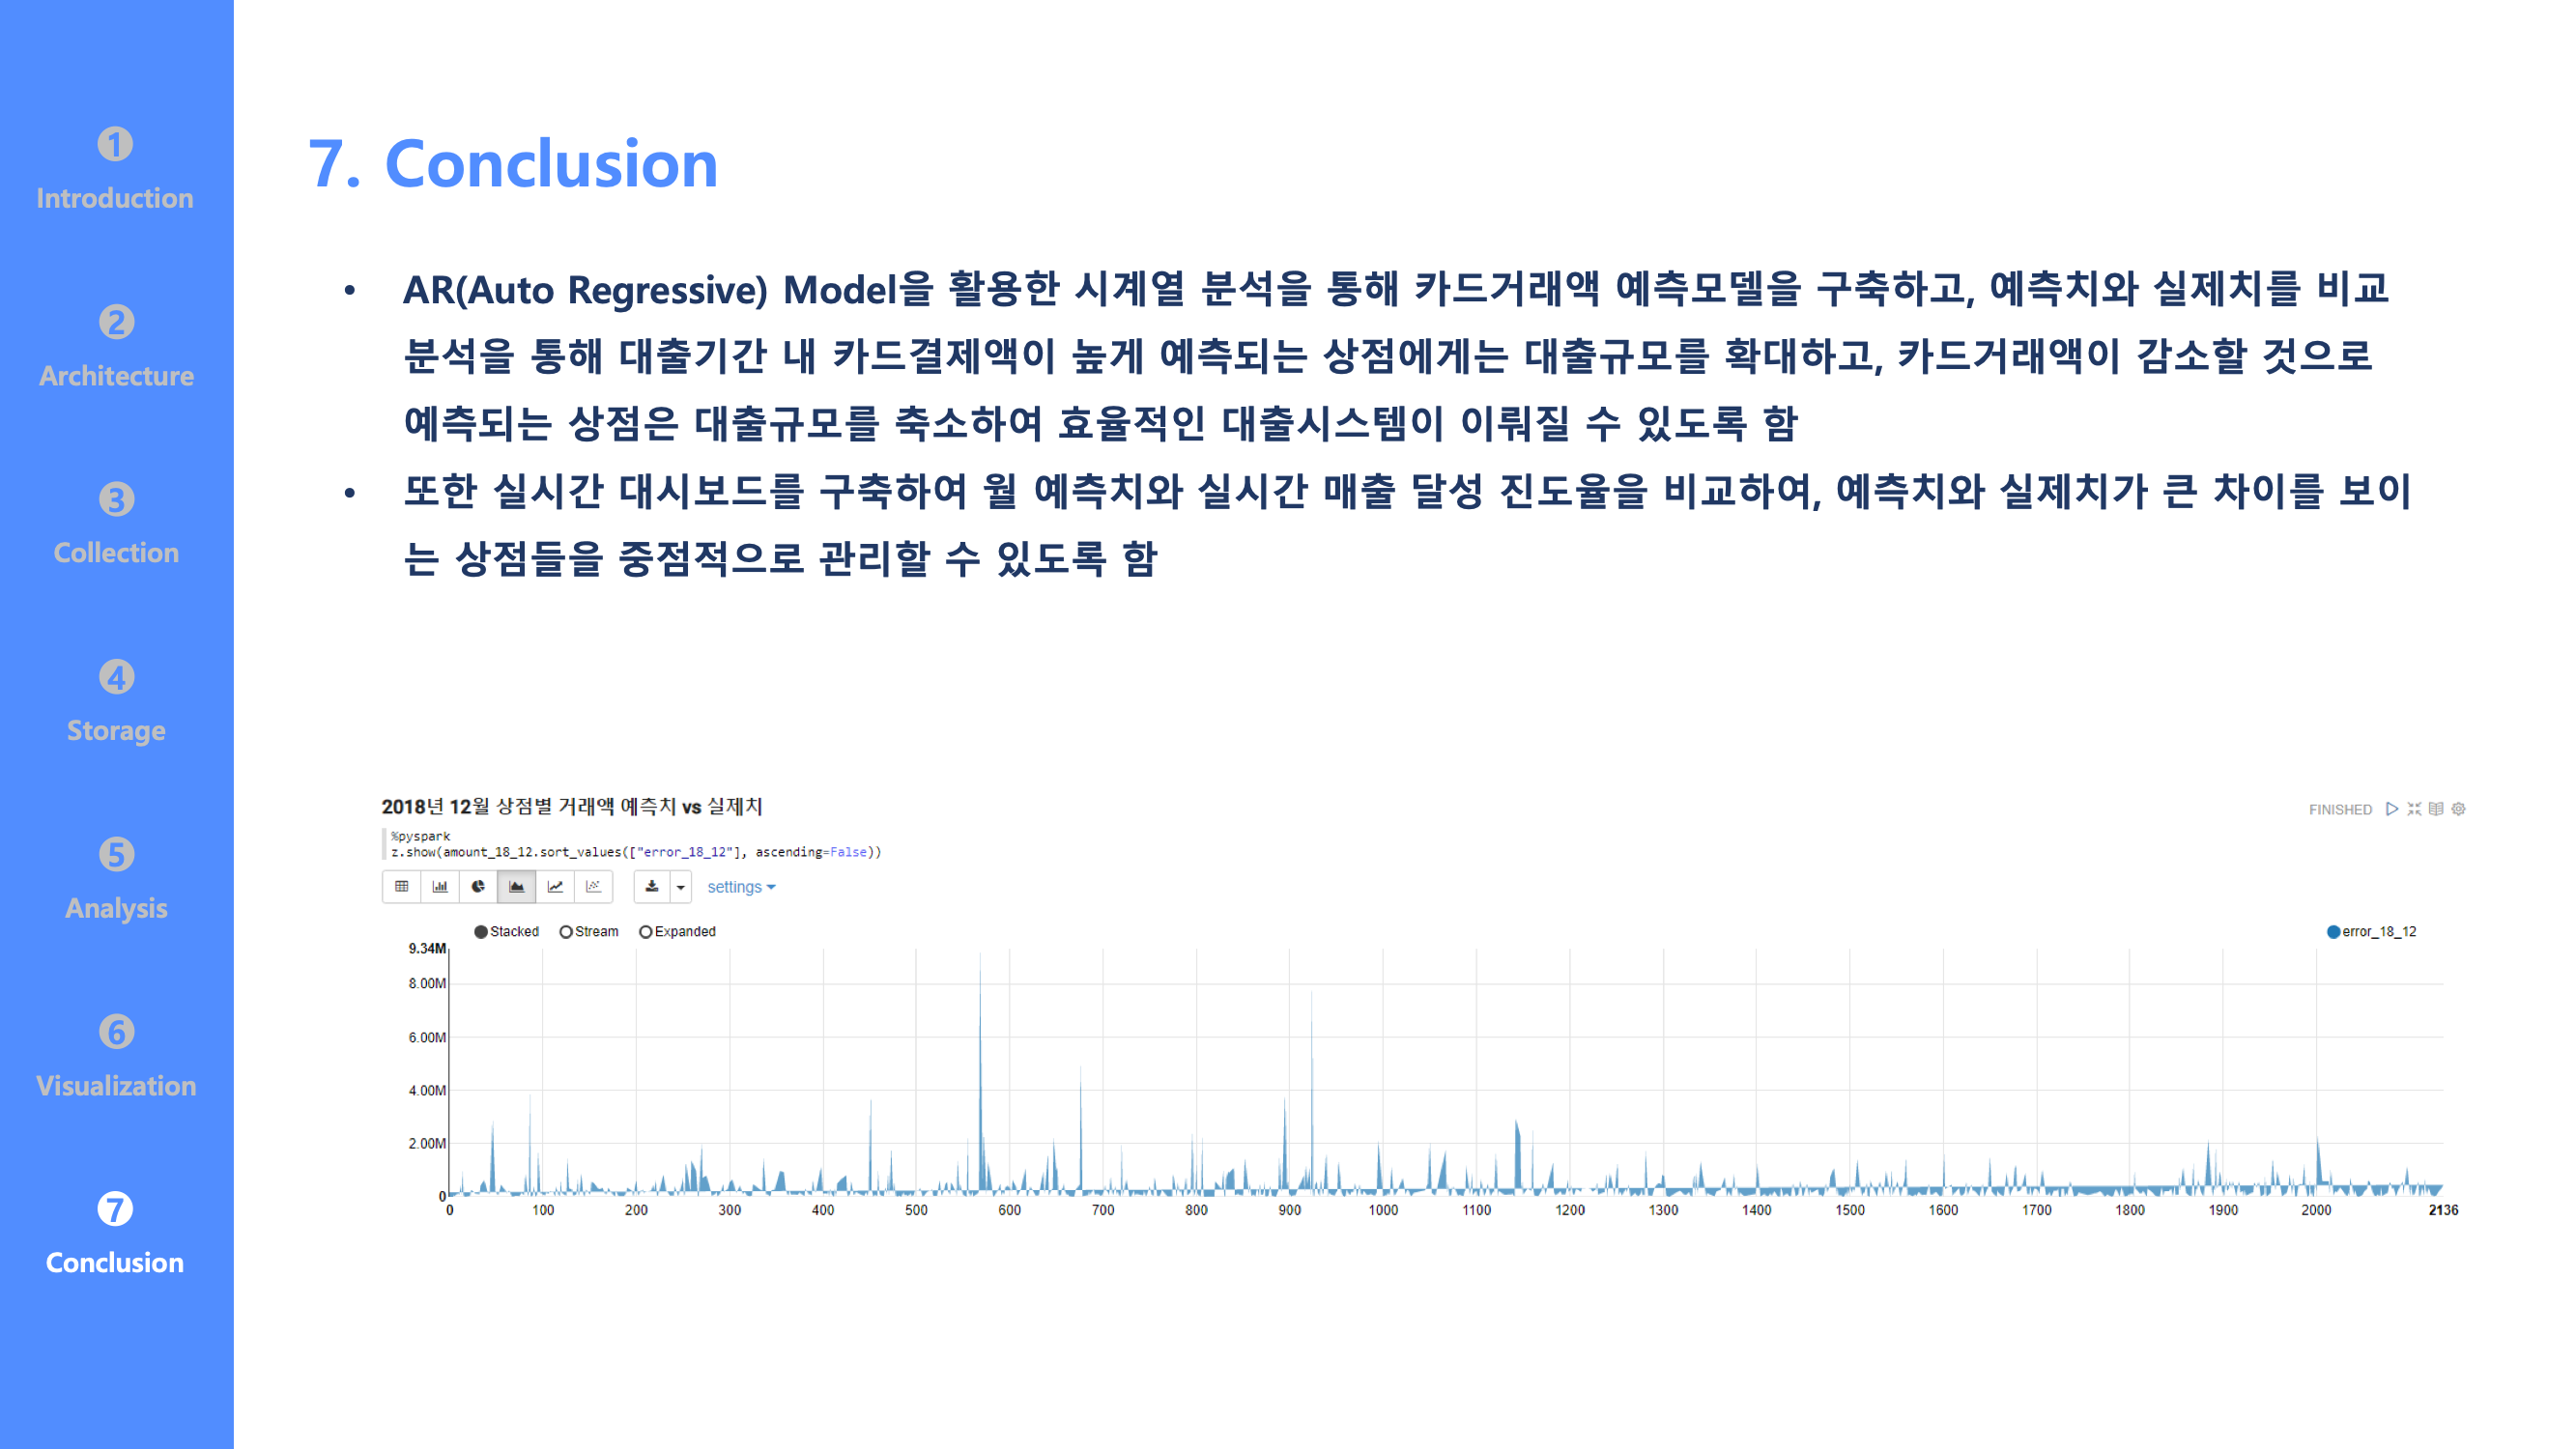 ❶
Introduction
❷
Architecture
❸
Collection
❹
Storage
❺
Analysis
❻
Visualization
❼
Conclusion
7. Conclusion
• AR(Auto Regressive) Model을 활용한 시계열 분석을 통해 카드거래액 예측모델을 구축하고, 예측치와 실제치를 비교
분석을 통해 대출기간 내 카드결제액이 높게 예측되는 상점에게는 대출규모를 확대하고, 카드거래액이 감소할 것으로
예측되는 상점은 대출규모를 축소하여 효율적인 대출시스템이 이뤄질 수 있도록 함
• 또한 실시간 대시보드를 구축하여 월 예측치와 실시간 매출 달성 진도율을 비교하여, 예측치와 실제치가 큰 차이를 보이
는 상점들을 중점적으로 관리할 수 있도록 함
2018년 12월 상점별 거래액 예측치 vs 실제치
FINISHED
%pyspark
z.show(amount_18_12.sort_values(["error_18_12"], ascending=False))
settings
Stacked Stream Expanded
error_18_12
9.34M
8.00M
6.00M
4.00M
2.00M
0
0 100 200 300 400 500 600 700 800 900 1000 1100 1200 1300 1400 1500 1600 1700 1800 1900 2000 2136